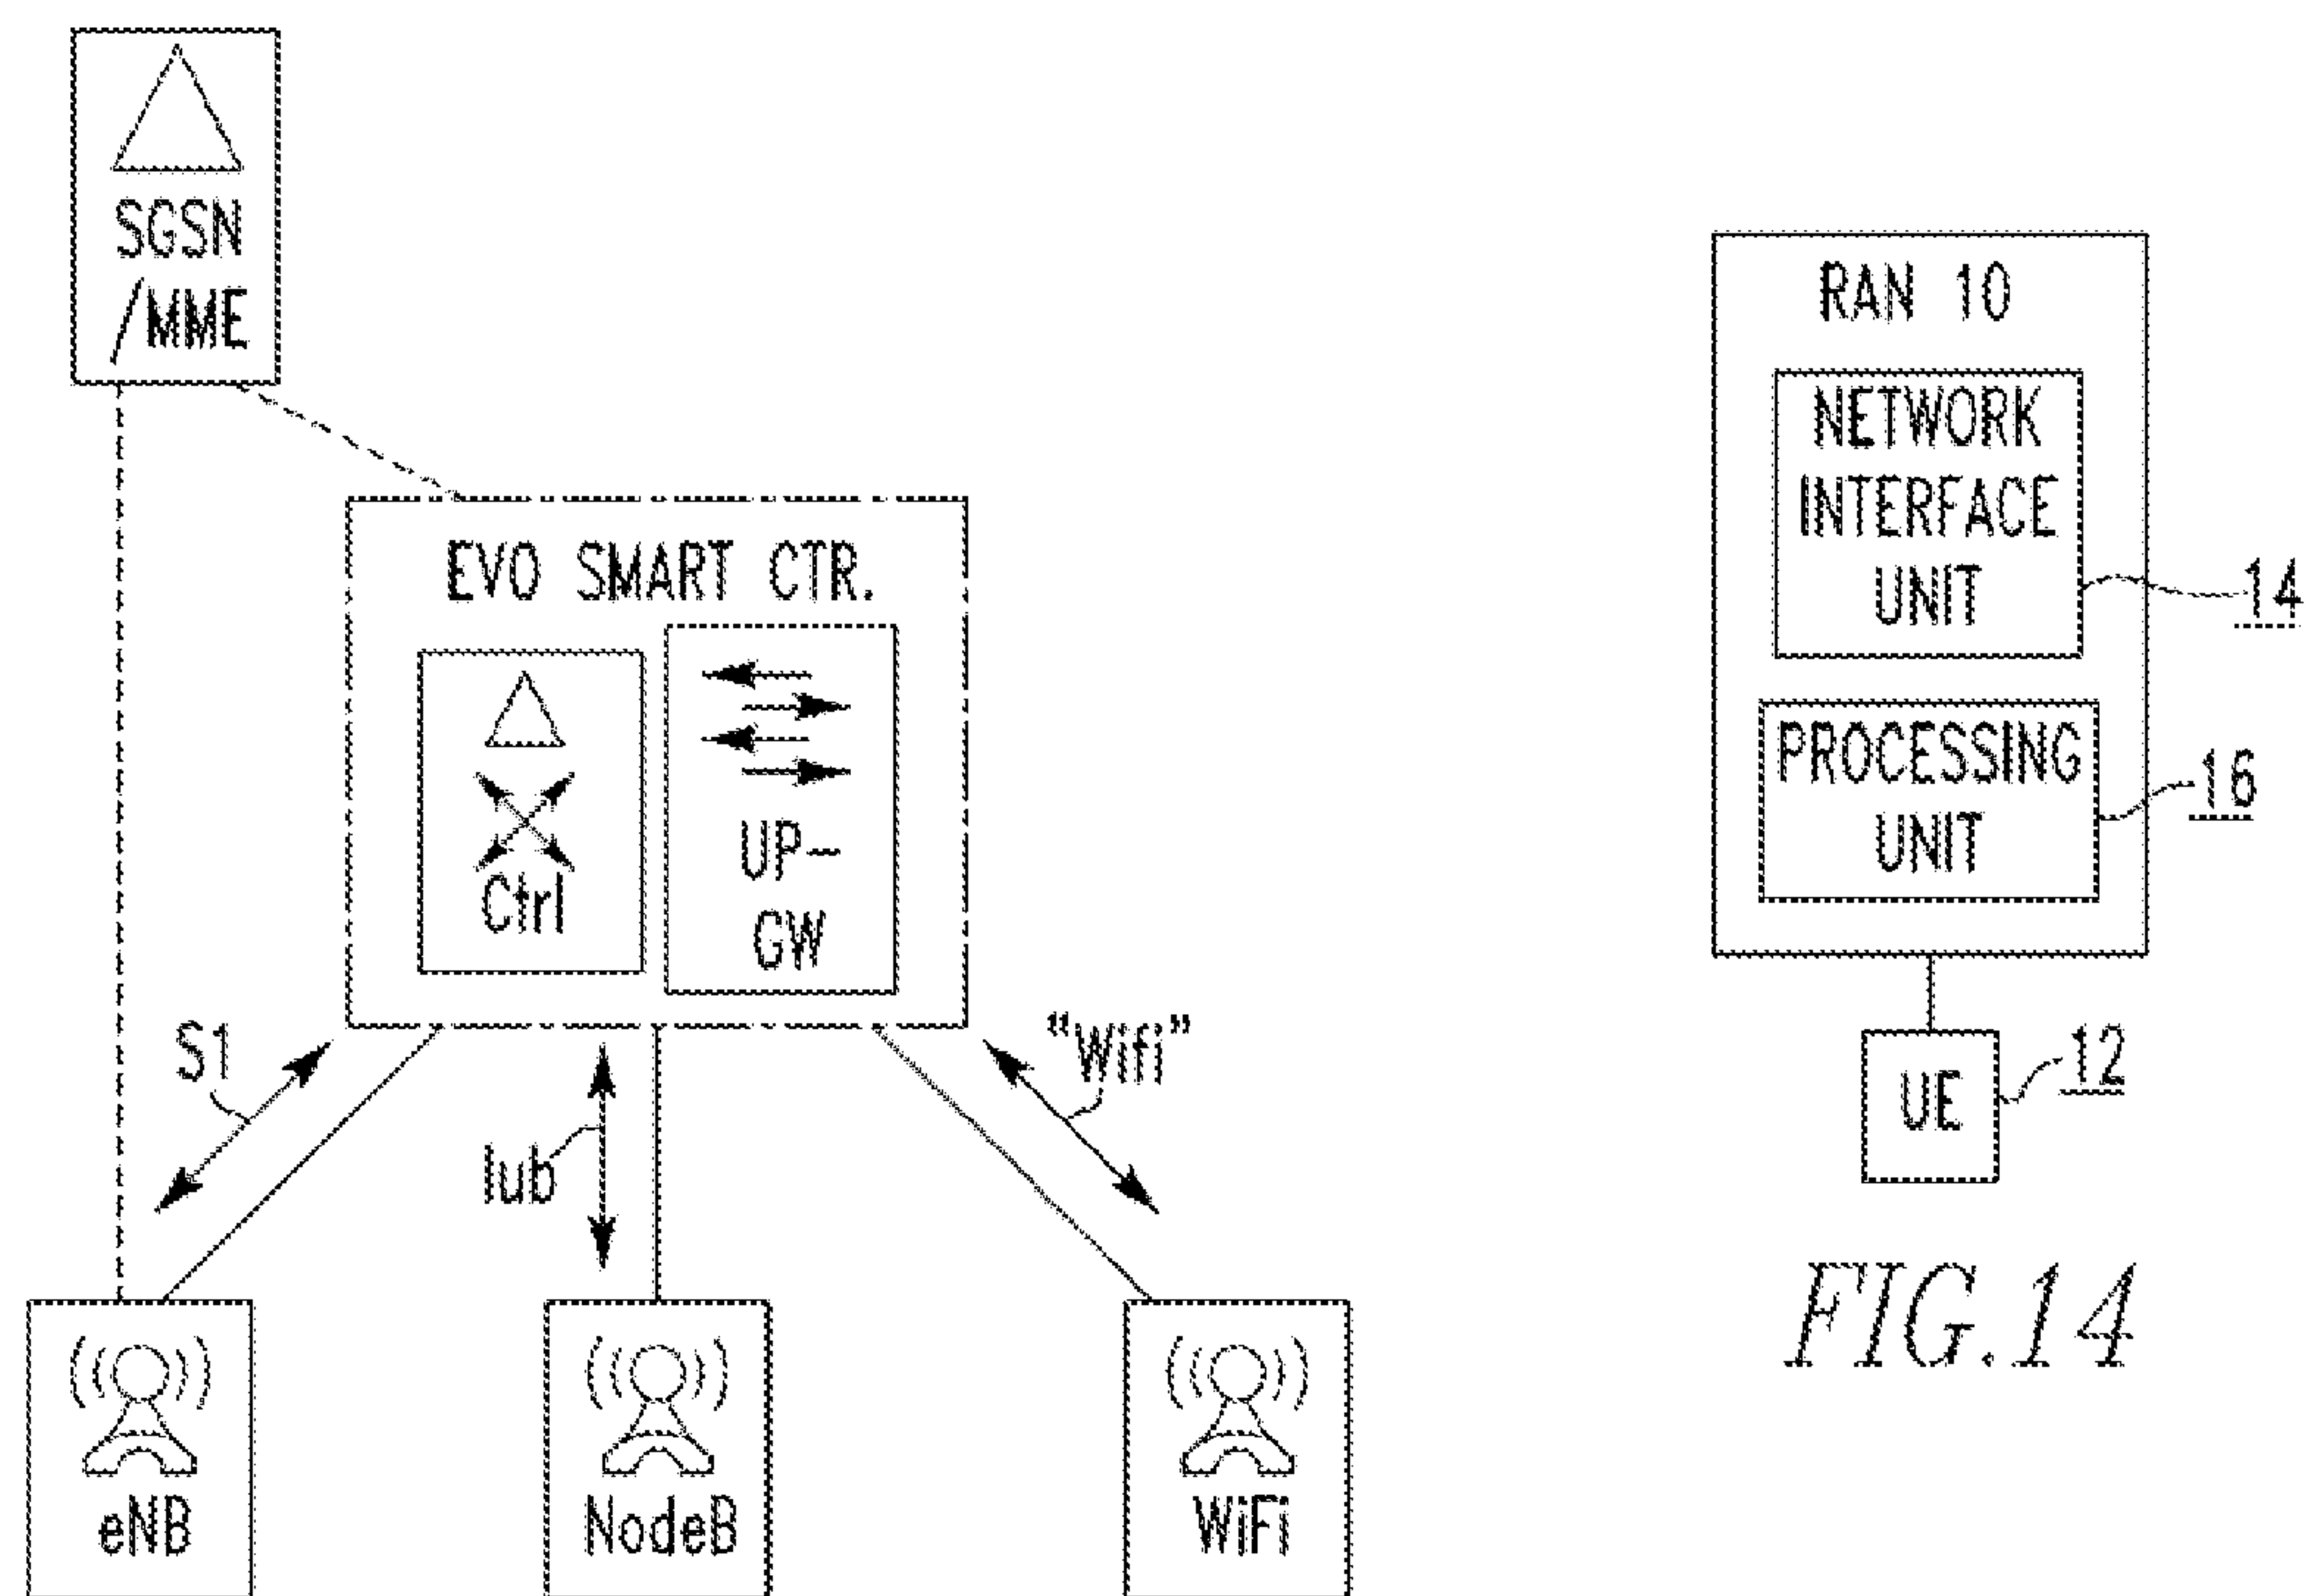 SGSN
/MME
EVO SMART CTR.
Ctrl
UP-
GW
S1
Iub
“Wifi”
eNB
NodeB
WiFi
RAN 10
NETWORK
INTERFACE
UNIT
14
PROCESSING
UNIT
16
UE
12
FIG.14